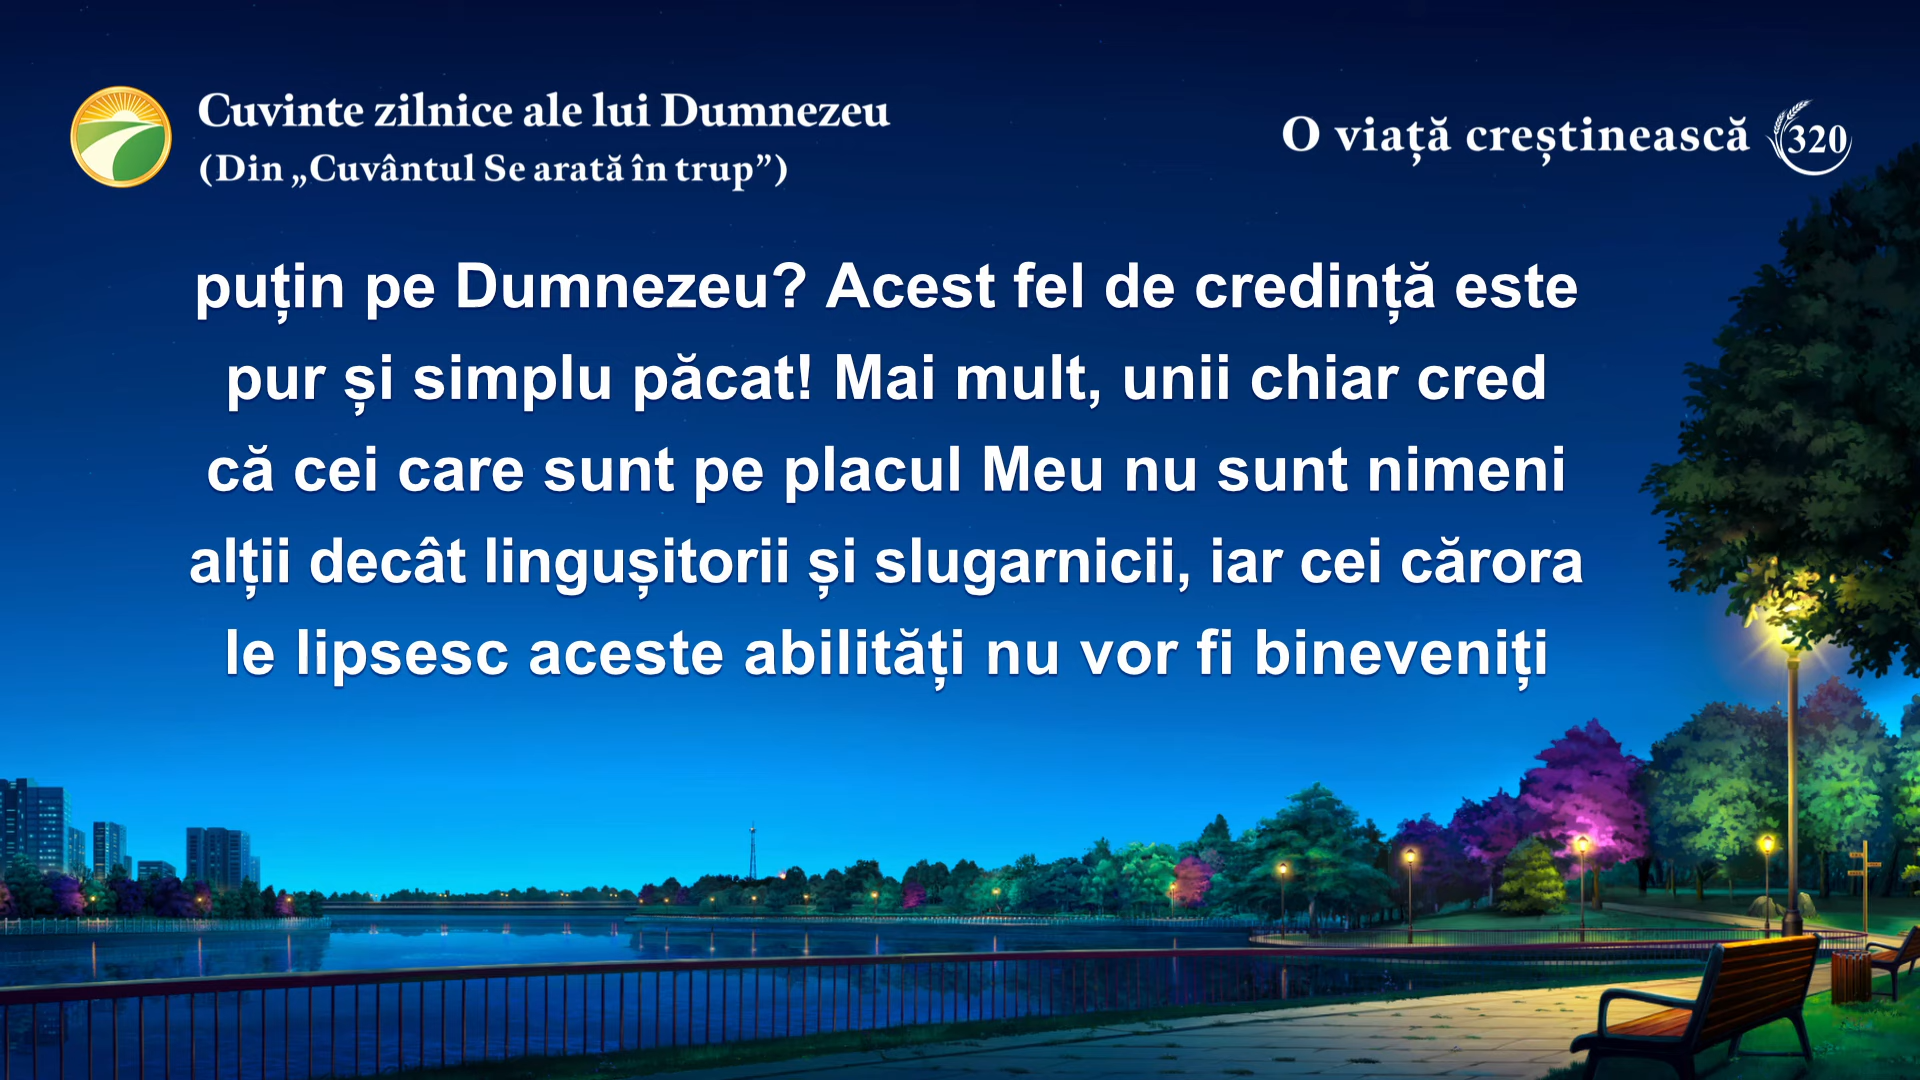 Cuvinte zilnice ale lui Dumnezeu
(Din „Cuvântul Se arată în trup”)
O viață creștinească 320
puțin pe Dumnezeu? Acest fel de credință este
pur și simplu păcat! Mai mult, unii chiar cred
că cei care sunt pe placul Meu nu sunt nimeni
alții decât lingușitorii și slugarnicii, iar cei cărora
le lipsesc aceste abilități nu vor fi bineveniți